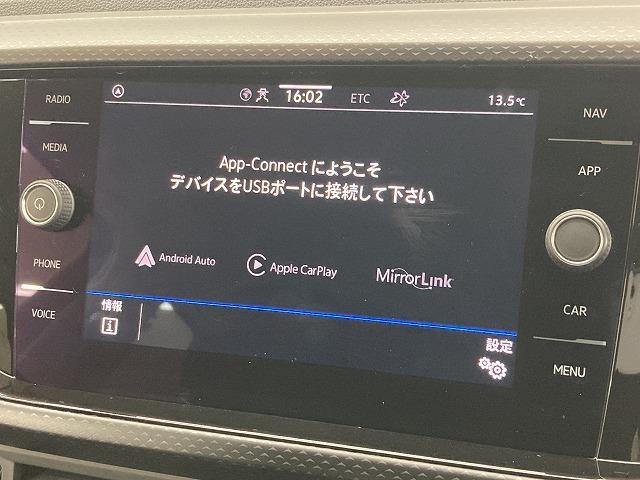 RADIO
MEDIA
PHONE
VOICE
16:02
ETC
13.5℃
App-Connect にようこそ
デバイスをUSBポートに接続して下さい
Android Auto
Apple CarPlay
MirrorLink
情報
i
設定
NAV
APP
CAR
MENU